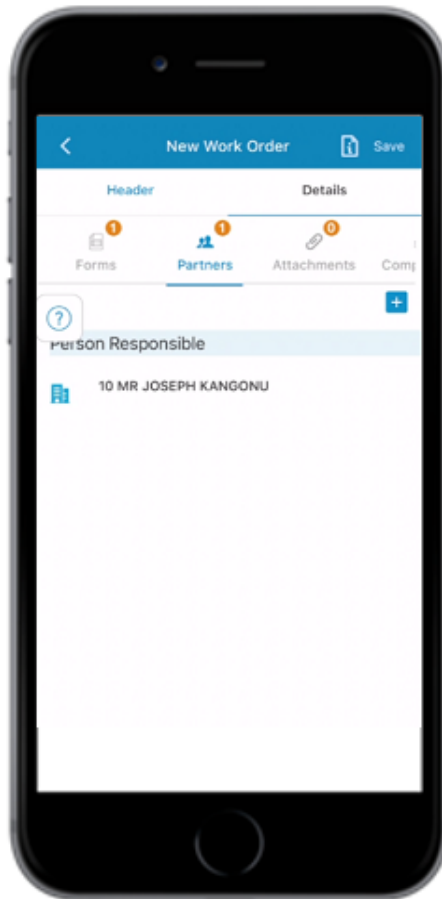 New Work Order
Save
Header
Details
1
1
0
Forms
Partners
Attachments
?
Person Responsible
10 MR JOSEPH KANGONU